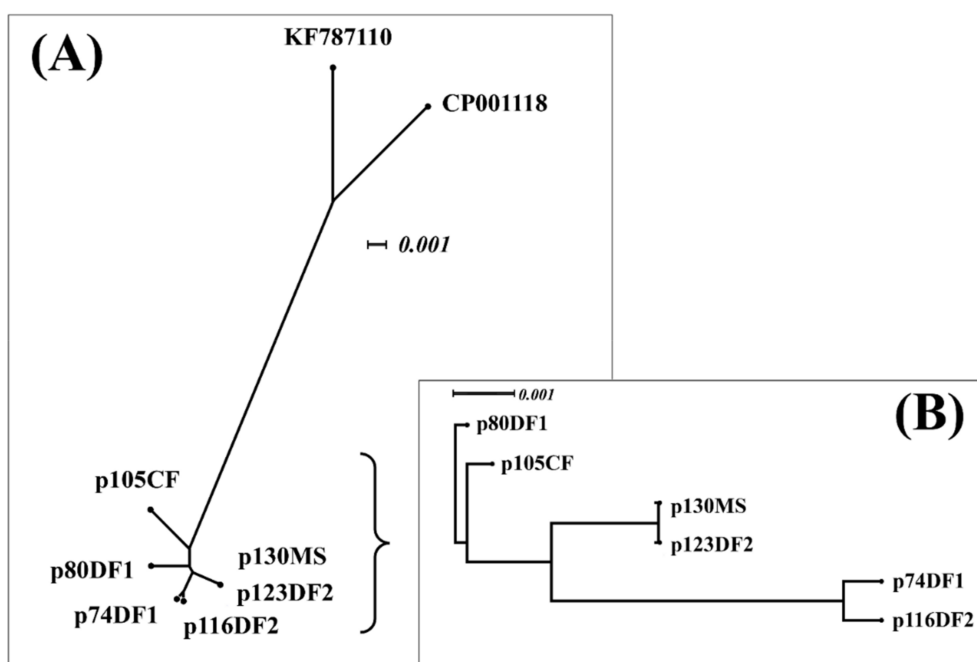 (A)
KF787110
CP001118
0.001
p105CF
p80DF1
p74DF1
p116DF2
p130MS
p123DF2
(B)
0.001
p80DF1
p105CF
p130MS
p123DF2
p74DF1
p116DF2